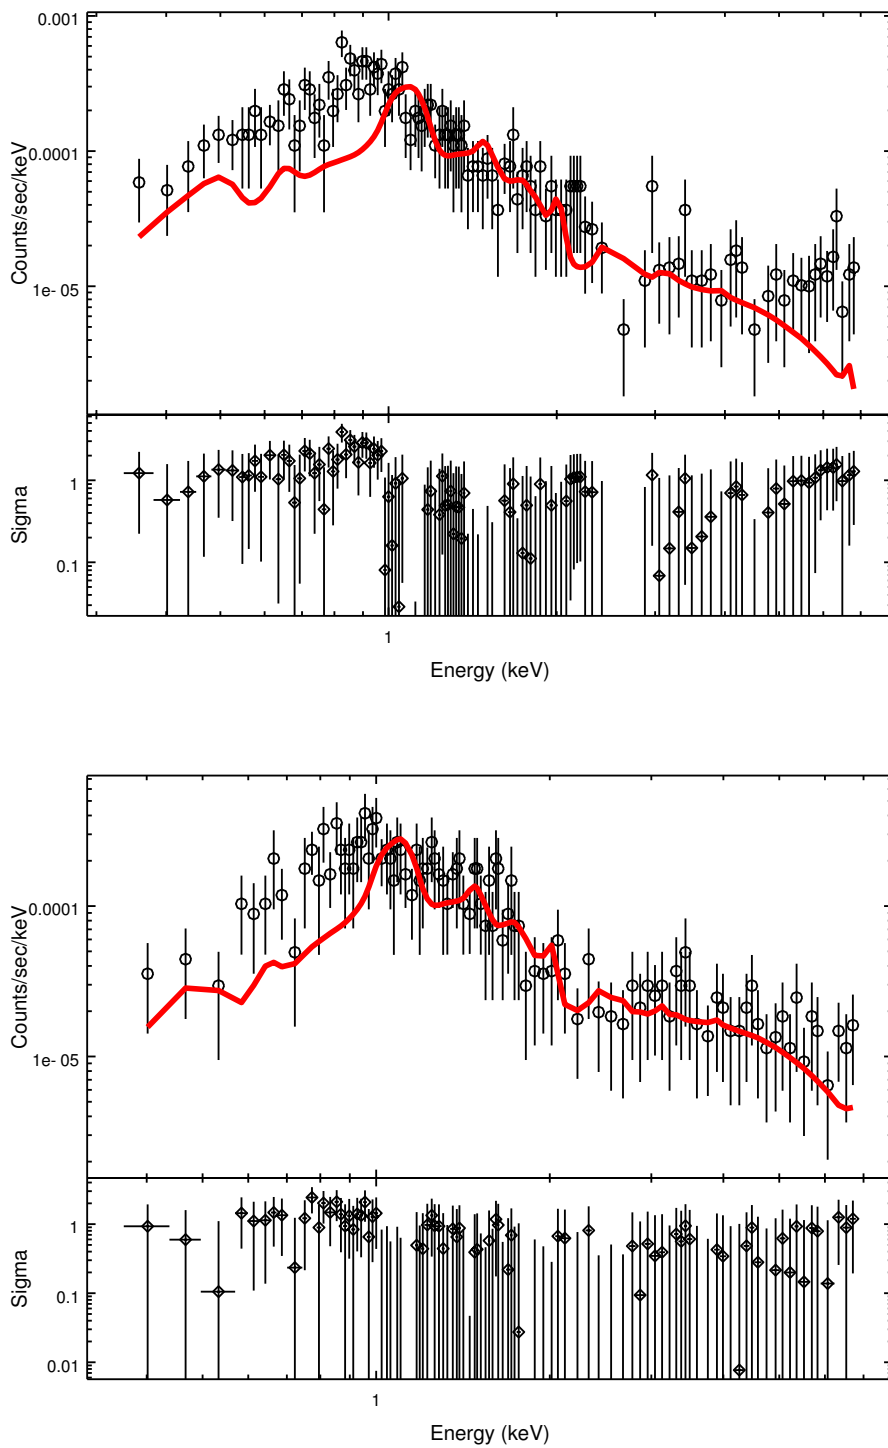 0.001
0.0001
1e-05
Counts/sec/keV
1
0.1
Sigma
1
Energy (keV)
0.0001
1e-05
Counts/sec/keV
1
0.1
0.01
Sigma
1
Energy (keV)